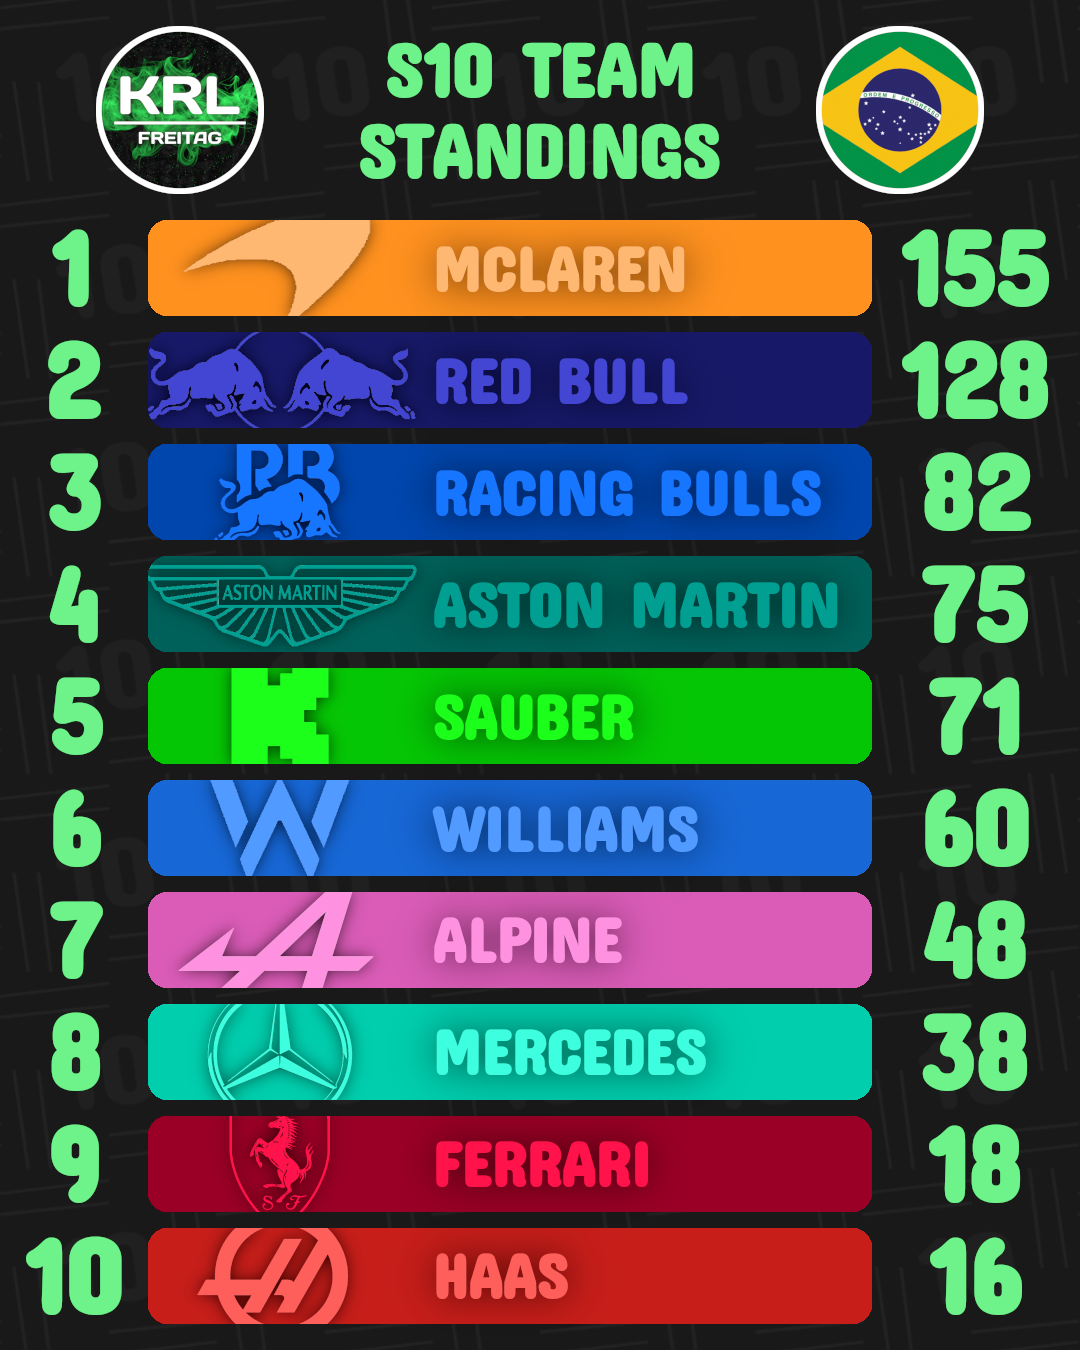 KRL
FREITAG
S10 TEAM
STANDINGS
ORDEM E PROGRESSO
1 MCLAREN 155
2 RED BULL 128
3 RB RACING BULLS 82
4 ASTON MARTIN ASTON MARTIN 75
5 K SAUBER 71
6 W WILLIAMS 60
7 A ALPINE 48
8 MERCEDES 38
9 S F FERRARI 18
10 H HAAS 16